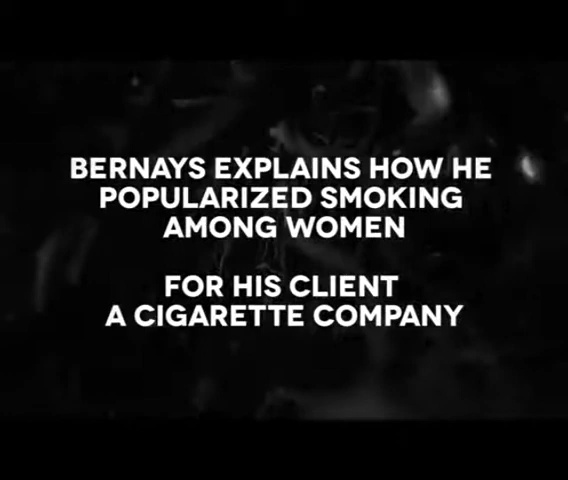 BERNAYS EXPLAINS HOW HE
POPULARIZED SMOKING
AMONG WOMEN
FOR HIS CLIENT
A CIGARETTE COMPANY